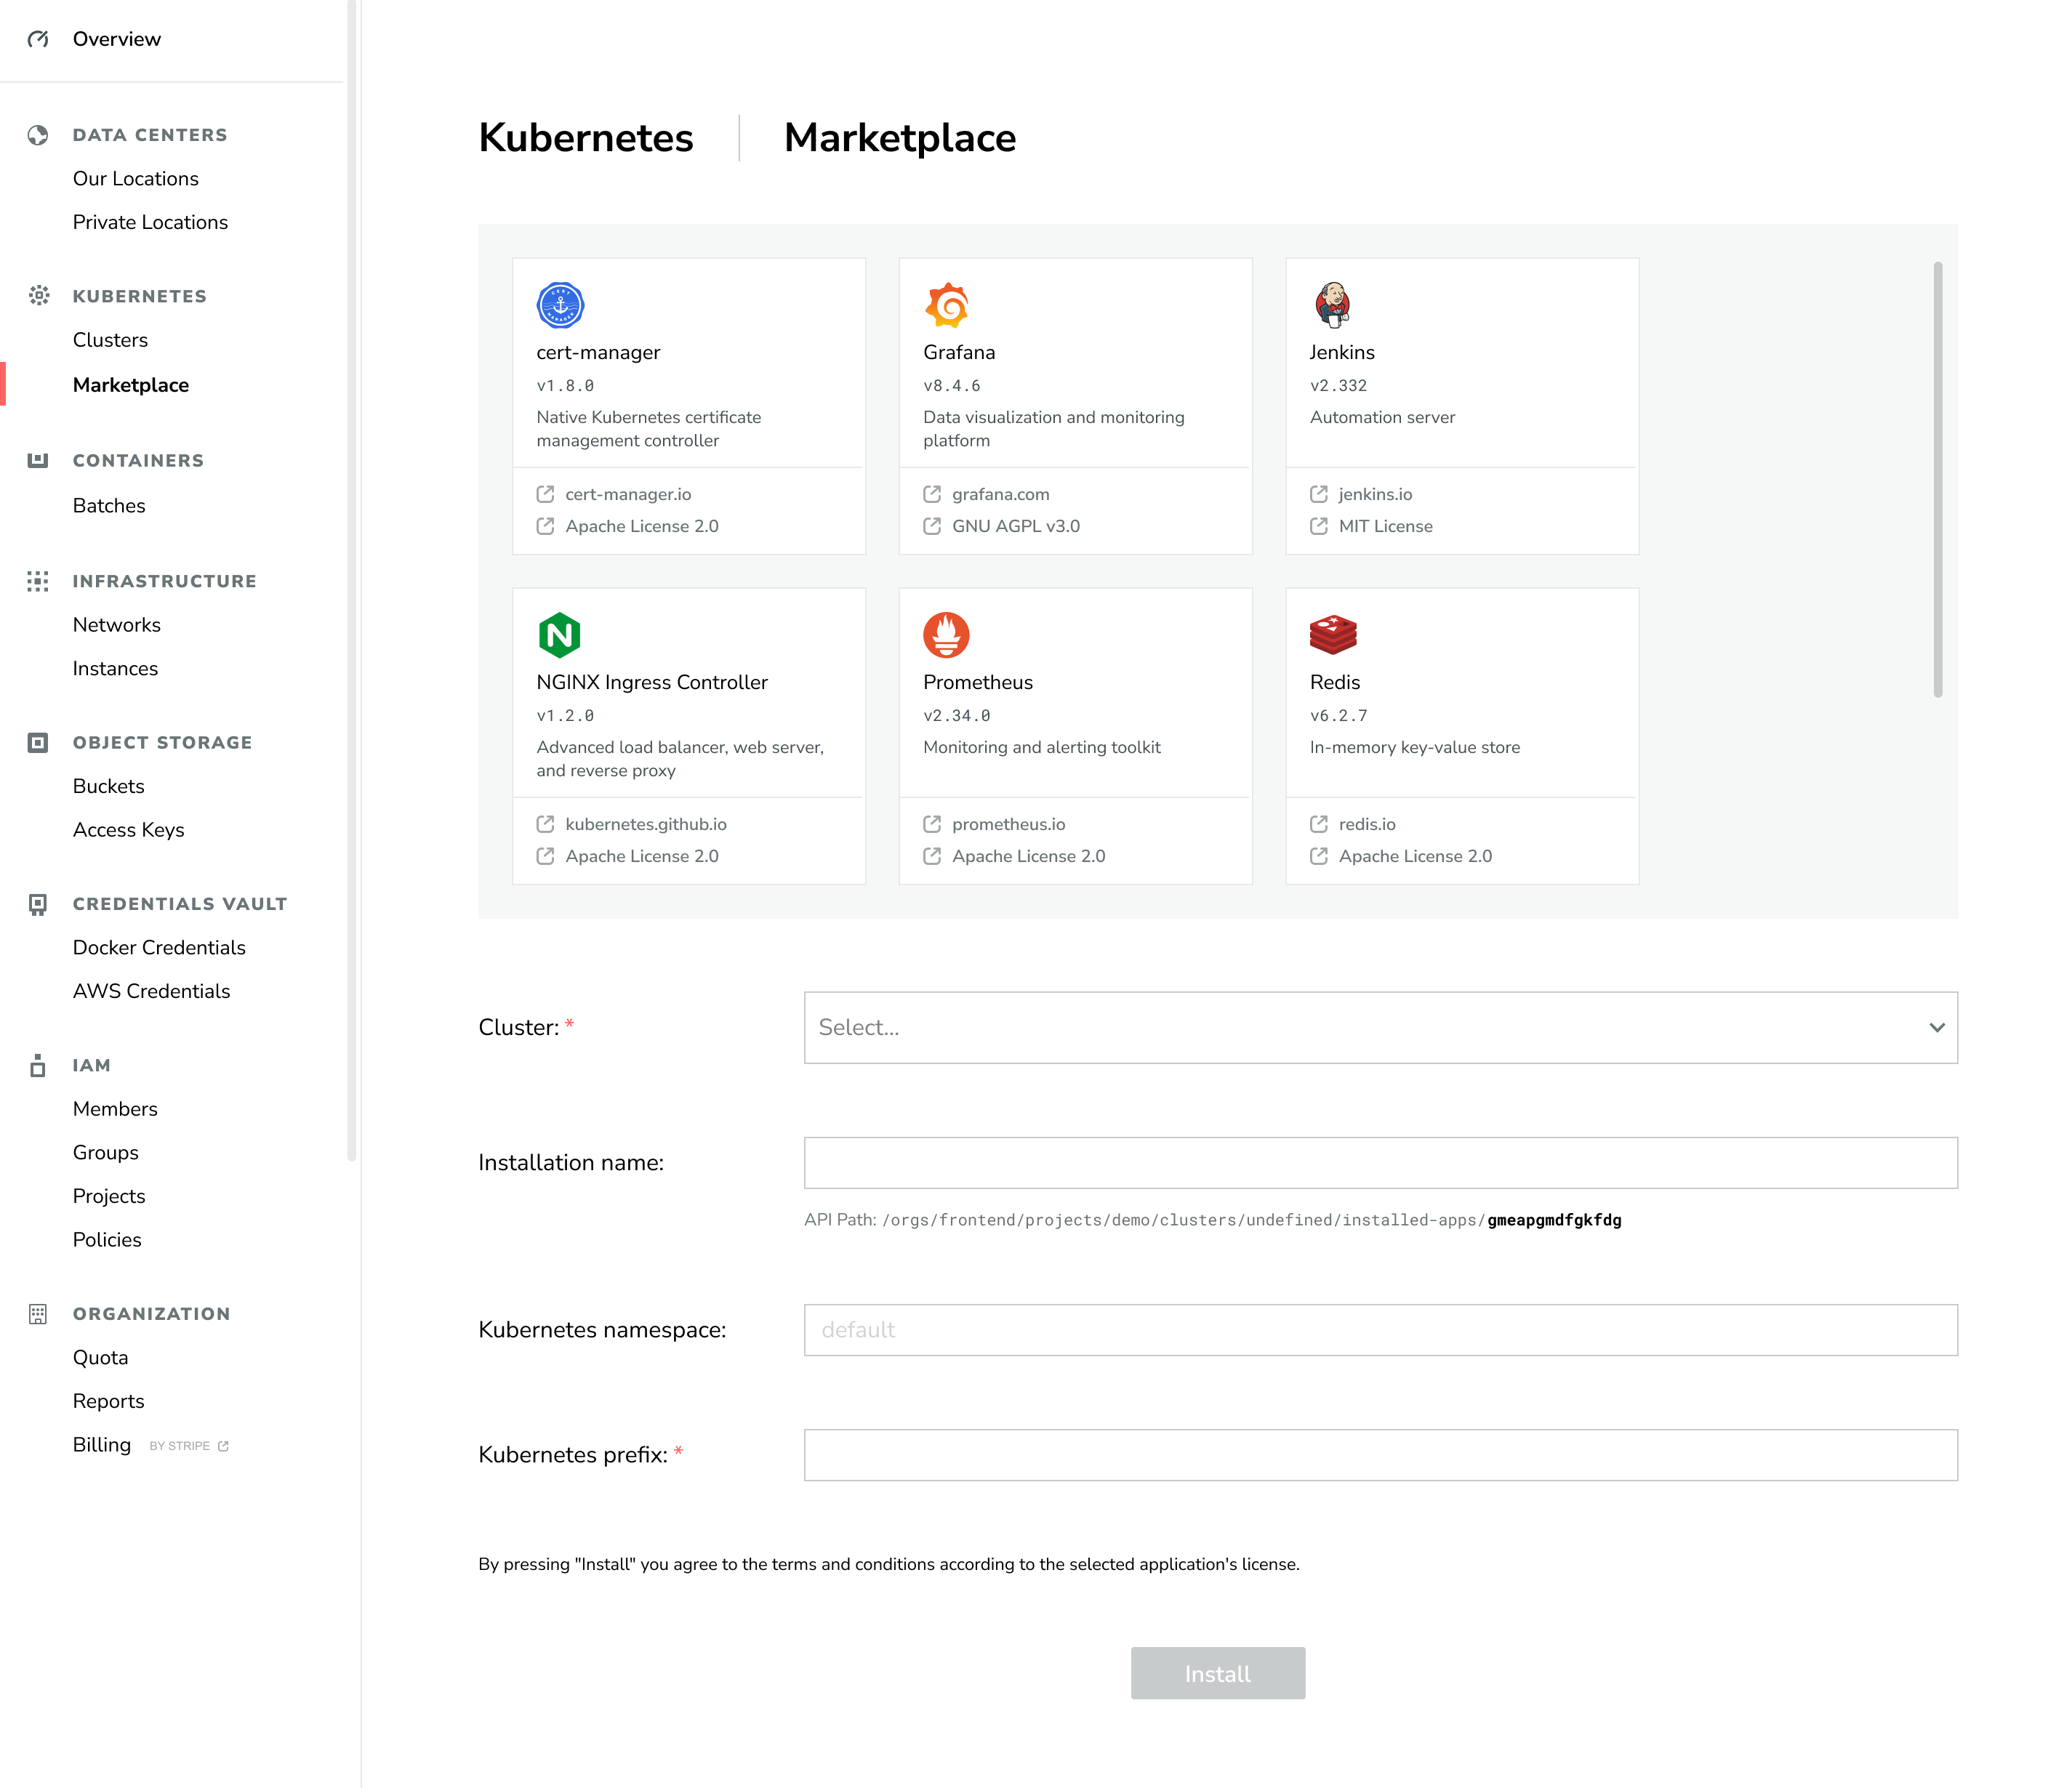 Overview
DATA CENTERS
Our Locations
Private Locations
KUBERNETES
Clusters
Marketplace
CONTAINERS
Batches
INFRASTRUCTURE
Networks
Instances
OBJECT STORAGE
Buckets
Access Keys
CREDENTIALS VAULT
Docker Credentials
AWS Credentials
IAM
Members
Groups
Projects
Policies
ORGANIZATION
Quota
Reports
Billing BY STRIPE
Kubernetes Marketplace
cert-manager
v1.8.0
Native Kubernetes certificate
management controller
cert-manager.io
Apache License 2.0
Grafana
v8.4.6
Data visualization and monitoring
platform
grafana.com
GNU AGPL v3.0
Jenkins
v2.332
Automation server
jenkins.io
MIT License
NGINX Ingress Controller
v1.2.0
Advanced load balancer, web server,
and reverse proxy
kubernetes.github.io
Apache License 2.0
Prometheus
v2.34.0
Monitoring and alerting toolkit
prometheus.io
Apache License 2.0
Redis
v6.2.7
In-memory key-value store
redis.io
Apache License 2.0
Cluster: *
Select...
Installation name:
API Path: /orgs/frontend/projects/demo/clusters/undefined/installed-apps/gmeapgmdfgkfdg
Kubernetes namespace:
default
Kubernetes prefix: *
By pressing "Install" you agree to the terms and conditions according to the selected application's license.
Install